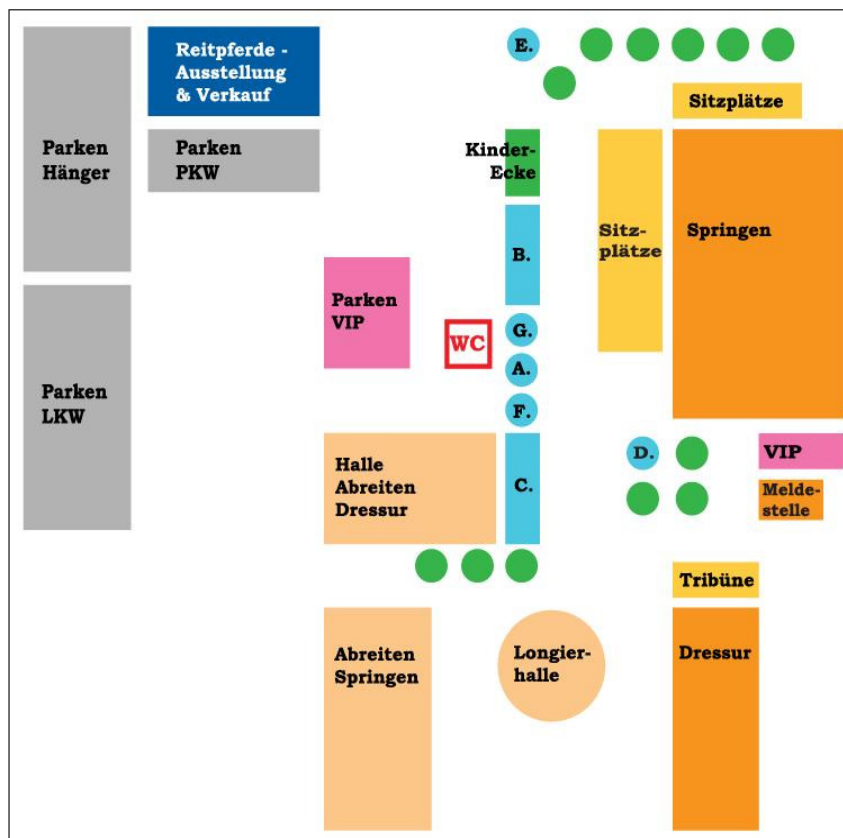 Reitpferde -
Ausstellung
& Verkauf
E.
Sitzplätze
Parken
Hänger
Parken
PKW
Kinder-
Ecke
Sitz-
plätze
Springen
B.
Parken
VIP
G.
WC
A.
Parken
LKW
F.
Halle
Abreiten
Dressur
C.
D.
VIP
Melde-
stelle
Tribüne
Abreiten
Springen
Longier-
halle
Dressur